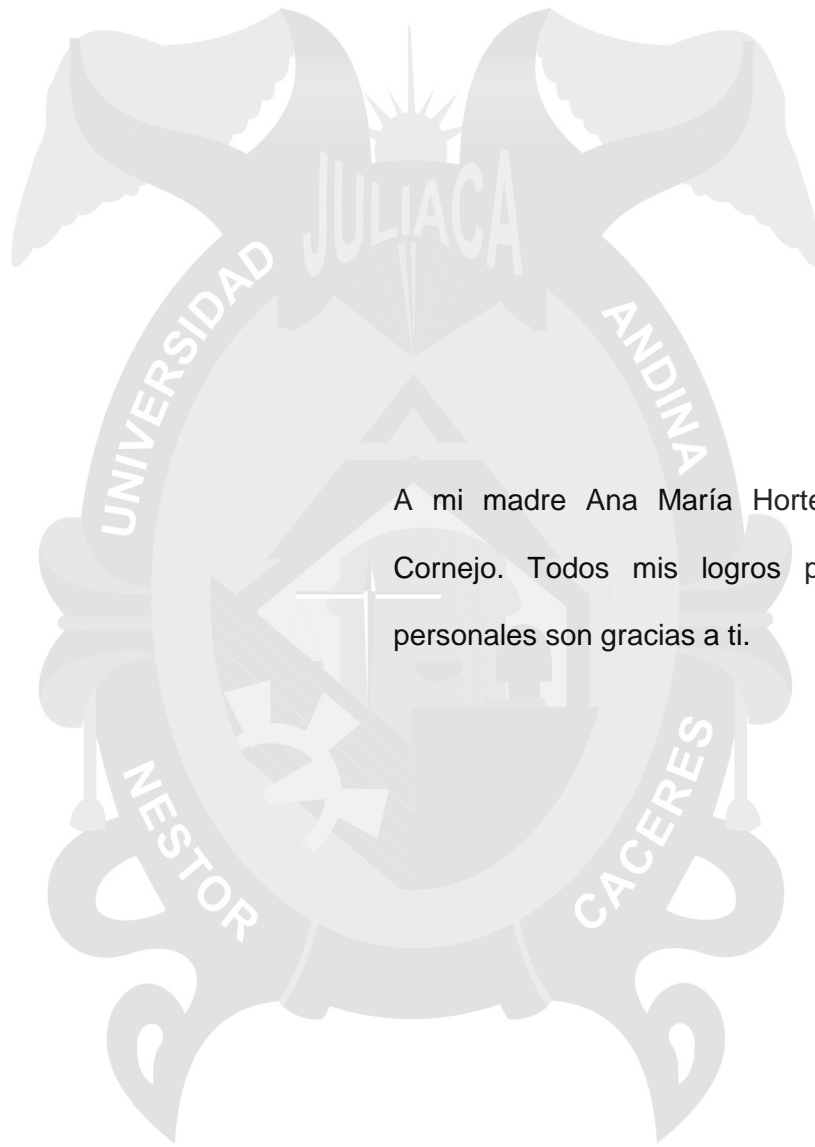 JULIACA
UNIVERSIDAD
ANDINA
A mi madre Ana María
Cornejo. Todos mis logros
personales son gracias a ti.
NESTOR
CACERES